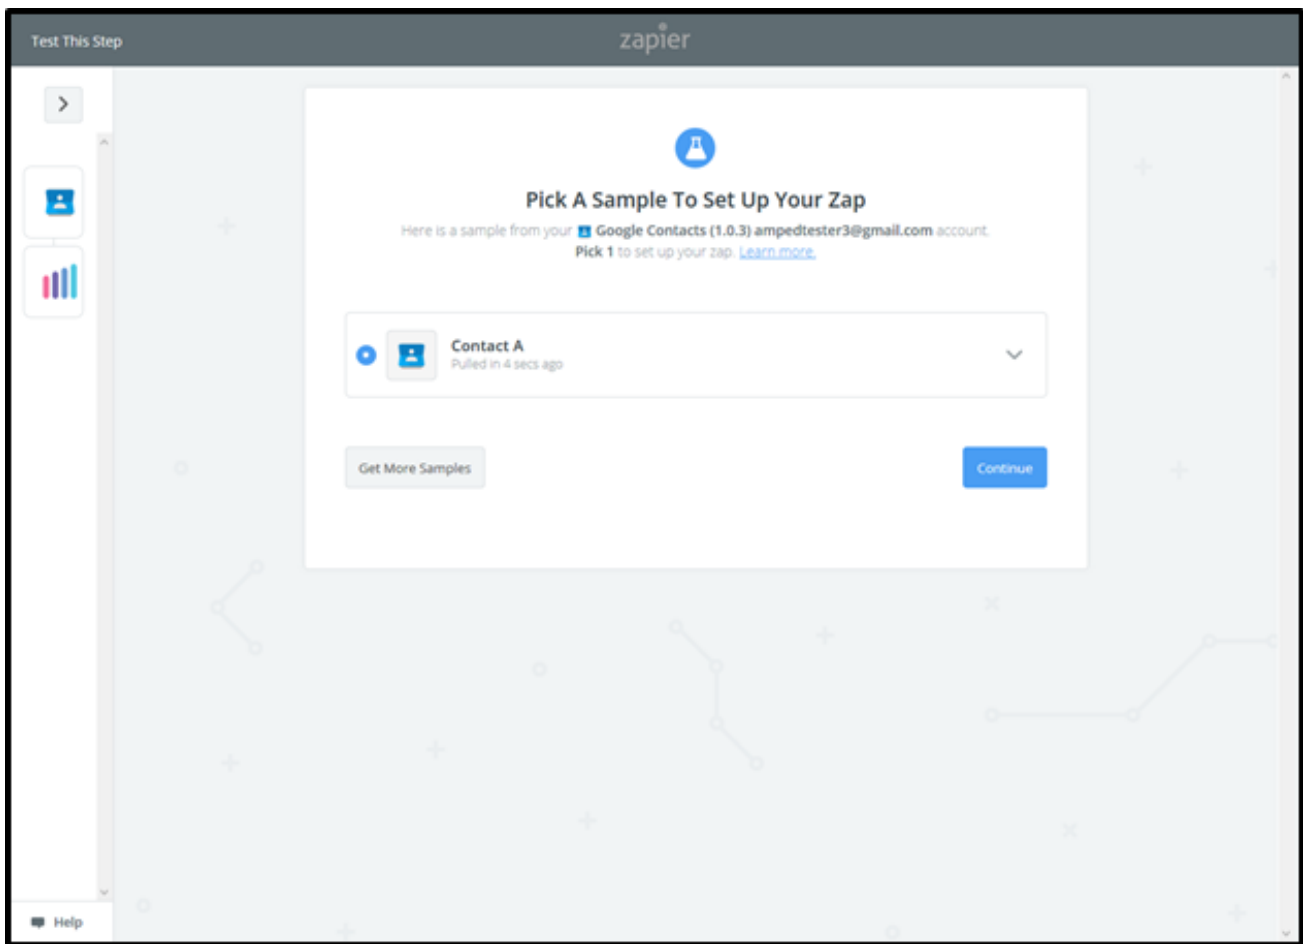 Test This Step
zapier
Pick A Sample To Set Up Your Zap
Here is a sample from your Google Contacts (1.0.3) ampedtester3@gmail.com account.
Pick 1 to set up your zap. Learn more.
Contact A
Pulled in 4 secs ago
Get More Samples
Continue
Help